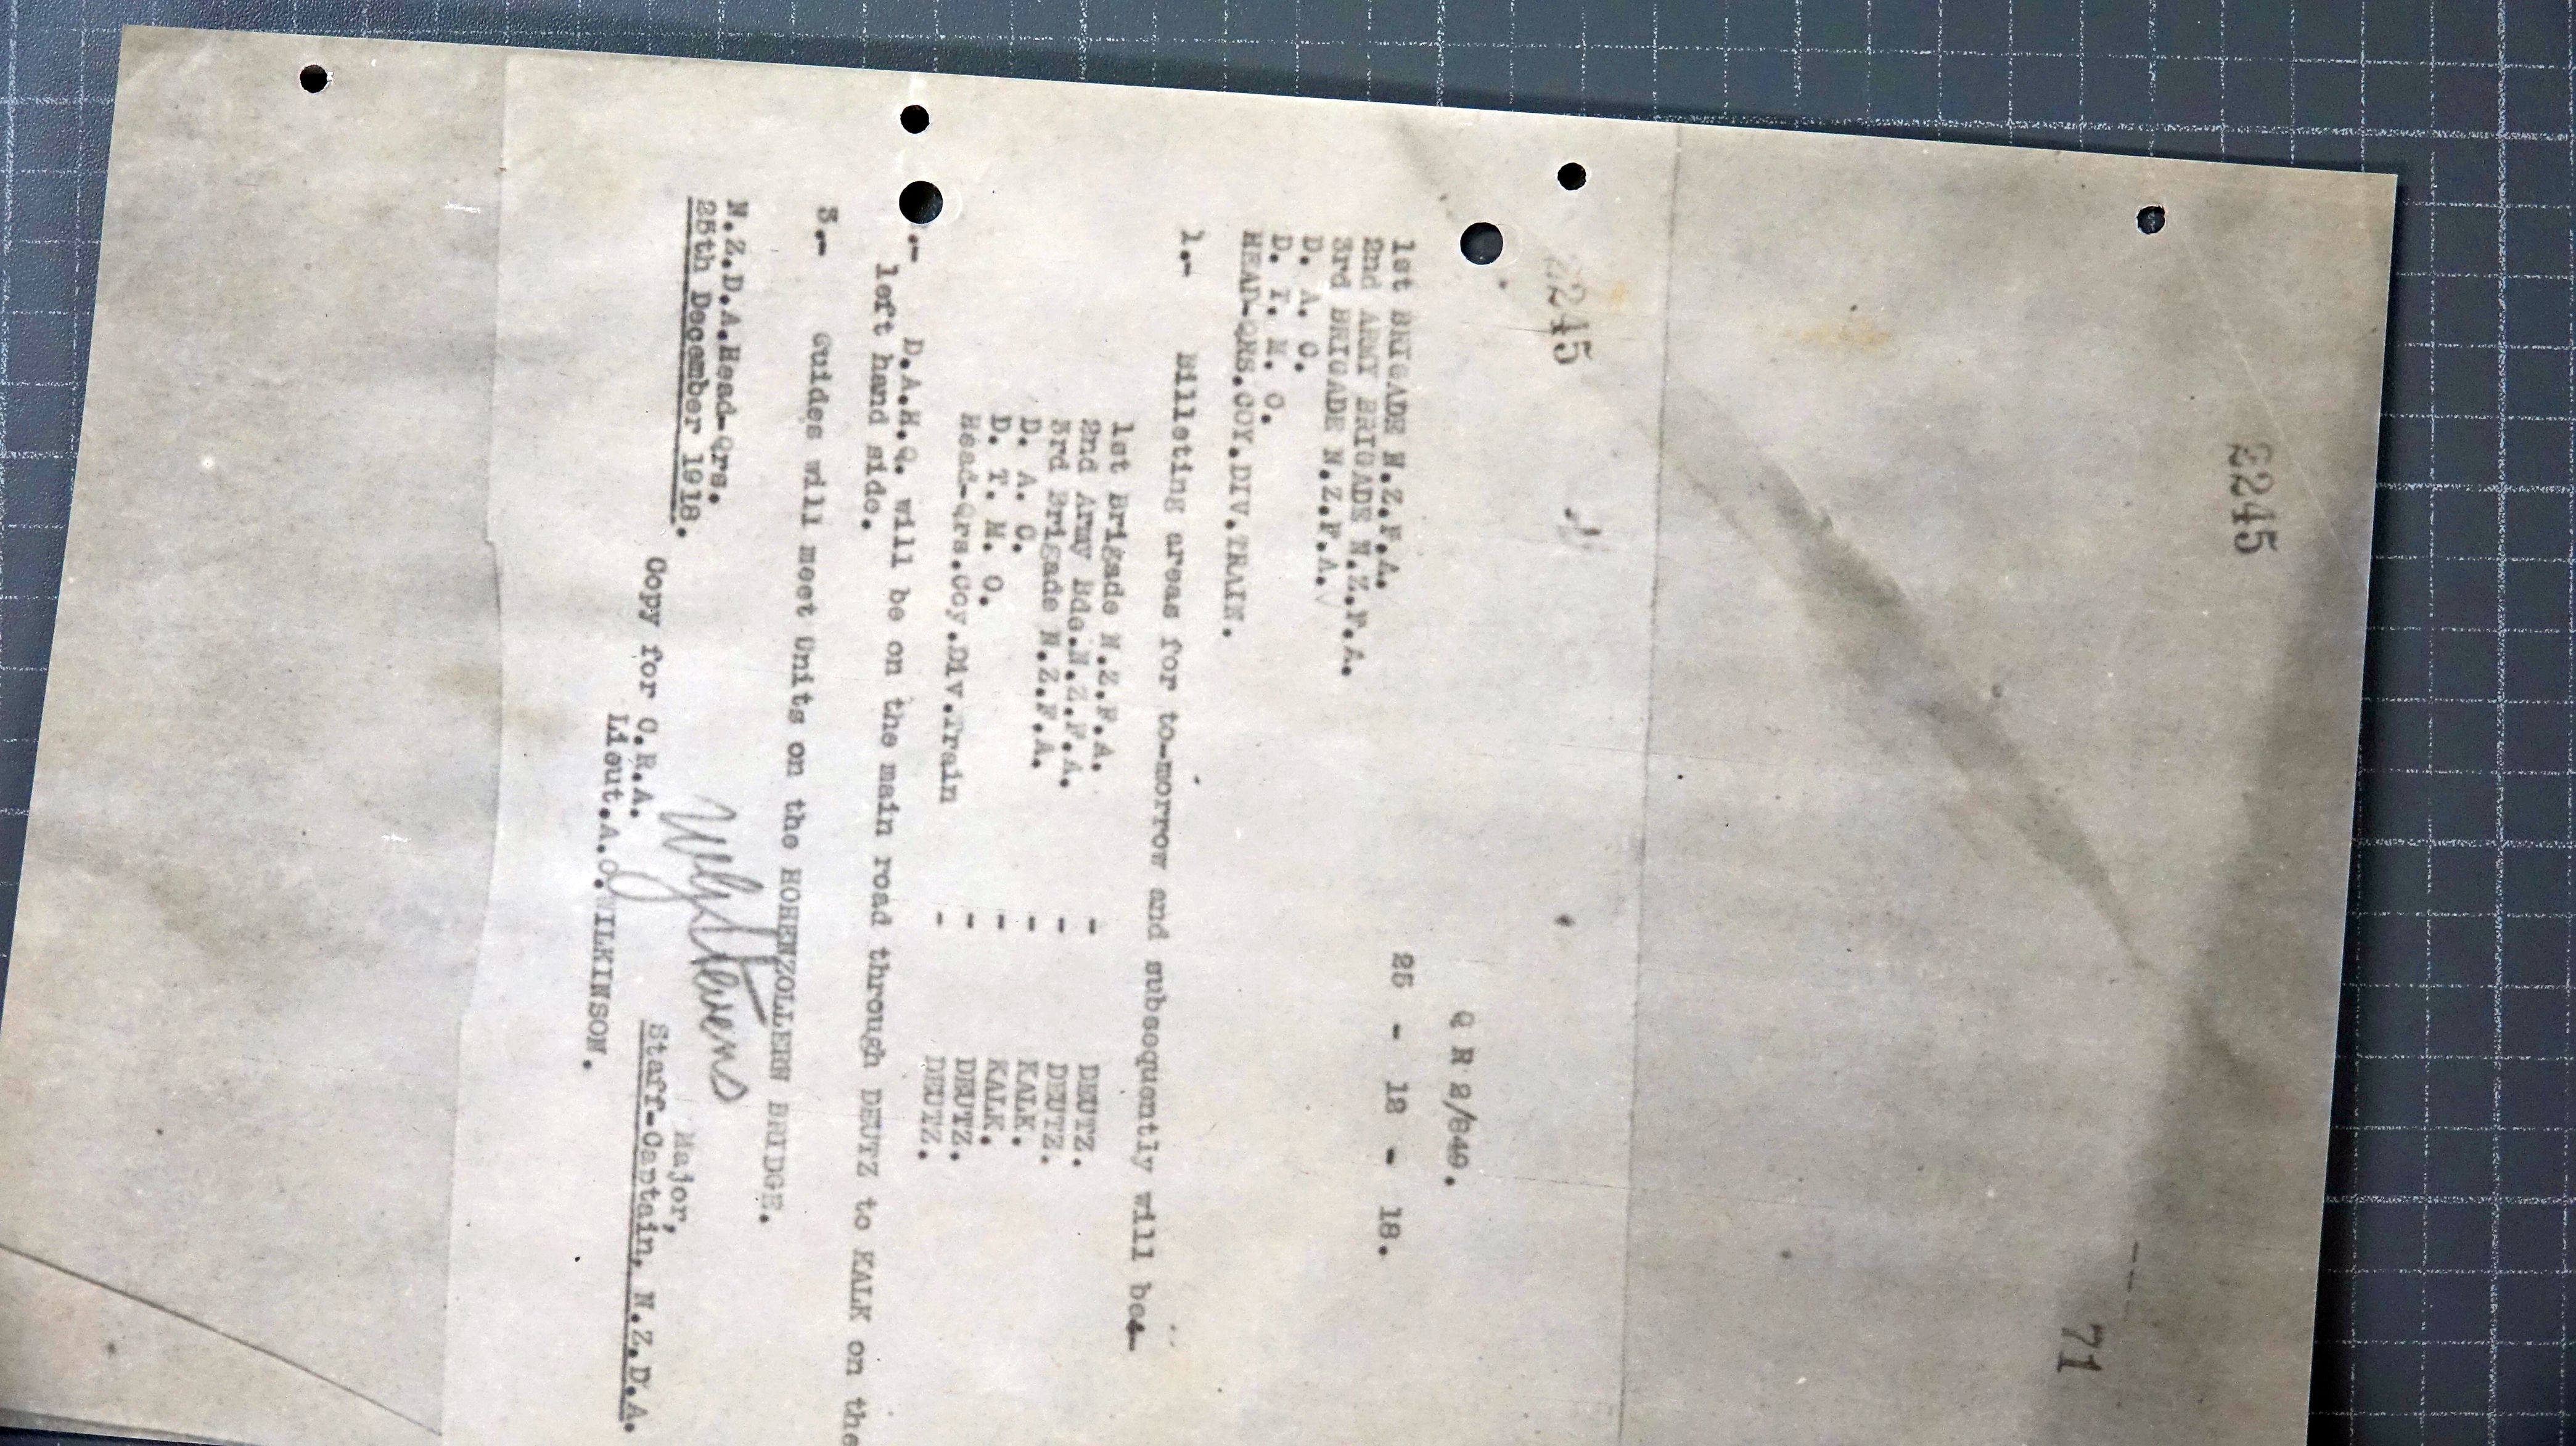 2245
71
2245
Q R 2/849.
25 - 12 - 18.
1st BRIGADE N.Z.F.A.
2nd ARMY BRIGADE N.Z.F.A.
3rd BRIGADE N.Z.F.A.
D. A. C.
D. T. M. O.
HEAD-QRS.COY.DIV.TRAIN.
1.- Billeting areas for to-morrow and subsequently will be:-
1st Brigade N.Z.F.A. - DEUTZ.
2nd Army Bde.N.Z.F.A. - DEUTZ.
3rd Brigade N.Z.F.A. - KALK.
D. A. C. - KALK.
D. T. M. O. - DEUTZ.
Head-Qrs.Coy.Div.Train - DEUTZ.
.- D.A.H.Q. will be on the main road through DEUTZ to KALK on the
left hand side.
3.- Guides will meet Units on the HOHENZOLLERN BRIDGE.
N.Z.D.A.Head-Qrs. Major,
25th December 1918. Staff-Captain, N.Z.D.A.
Copy for C.R.A.
Lieut.A.C.WILKINSON.